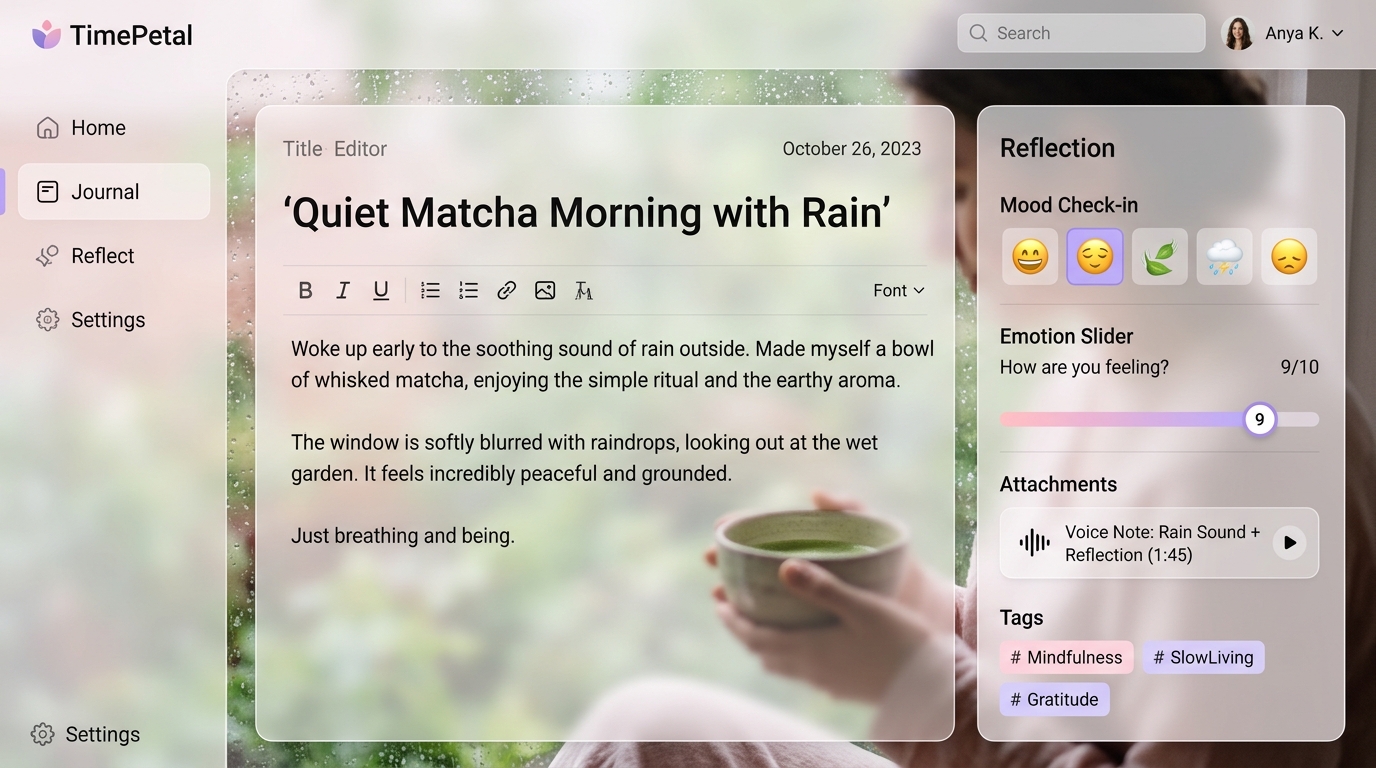 TimePetal
Search
Anya K.
Home
Journal
Reflect
Settings
Settings
Title Editor
October 26, 2023
‘Quiet Matcha Morning with Rain’
B I U
Font
Woke up early to the soothing sound of rain outside. Made myself a bowl
of whisked matcha, enjoying the simple ritual and the earthy aroma.
The window is softly blurred with raindrops, looking out at the wet
garden. It feels incredibly peaceful and grounded.
Just breathing and being.
Reflection
Mood Check-in
Emotion Slider
How are you feeling? 9/10
9
Attachments
Voice Note: Rain Sound +
Reflection (1:45)
Tags
# Mindfulness # SlowLiving
# Gratitude